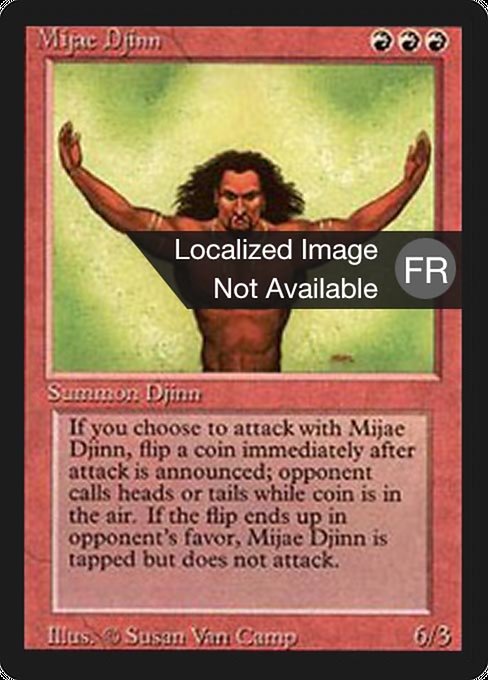 Mijae Djinn
Localized Image
Not Available
FR
Summon Djinn
If you choose to attack with Mijae
Djinn, flip a coin immediately after
attack is announced; opponent
calls heads or tails while coin is in
the air. If the flip ends up in
opponent's favor, Mijae Djinn is
tapped but does not attack.
Illus. © Susan Van Camp
6/3